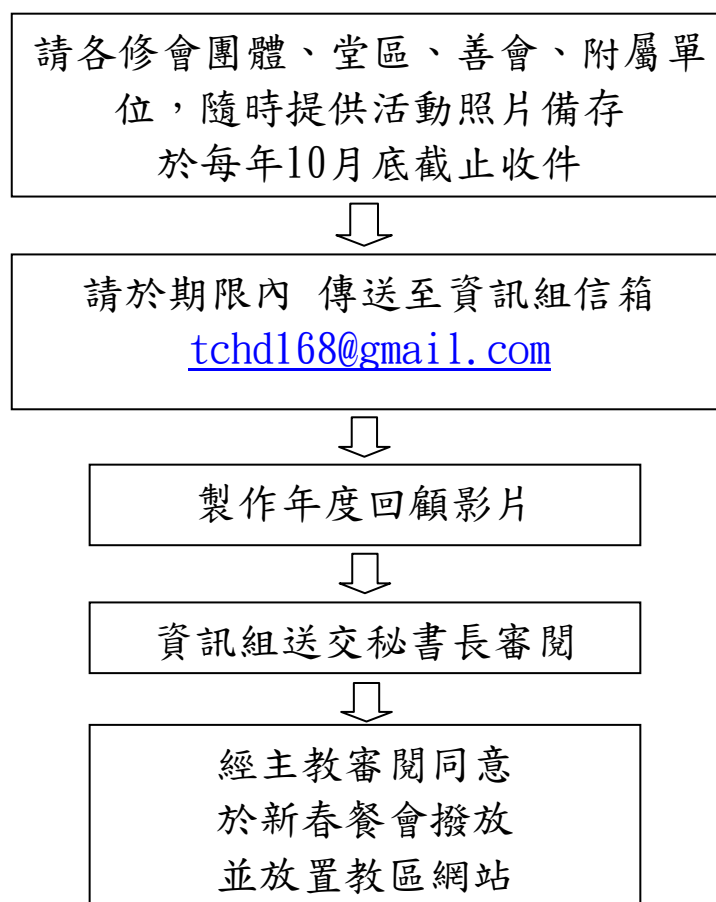 請各修會團體、堂區、善會、附屬單
位，隨時提供活動照片備存
於每年10月底截止收件
請於期限內 傳送至資訊組信箱
tchd168@gmail.com
製作年度回顧影片
資訊組送交秘書長審閱
經主教審閱同意
於新春餐會撥放
並放置教區網站